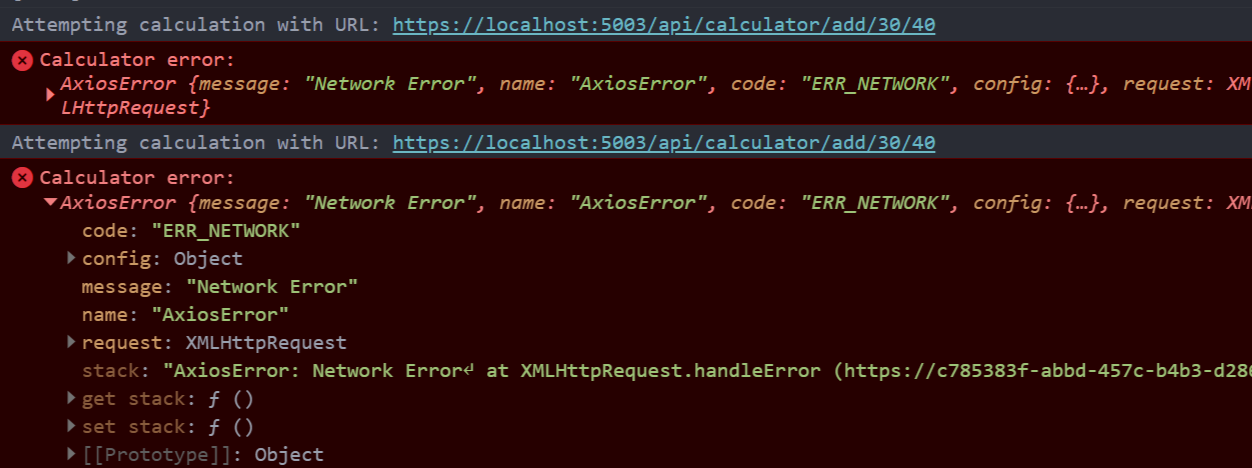 Attempting calculation with URL: https://localhost:5003/api/calculator/add/30/40
Calculator error:
AxiosError {message: "Network Error", name: "AxiosError", code: "ERR_NETWORK", config: {…}, request: XM
LHttpRequest}
Attempting calculation with URL: https://localhost:5003/api/calculator/add/30/40
Calculator error:
AxiosError {message: "Network Error", name: "AxiosError", code: "ERR_NETWORK", config: {…}, request: XM
code: "ERR_NETWORK"
config: Object
message: "Network Error"
name: "AxiosError"
request: XMLHttpRequest
stack: "AxiosError: Network Error↵ at XMLHttpRequest.handleError (https://c785383f-abbd-457c-b4b3-d286
get stack: ƒ ()
set stack: ƒ ()
[[Prototype]]: Object